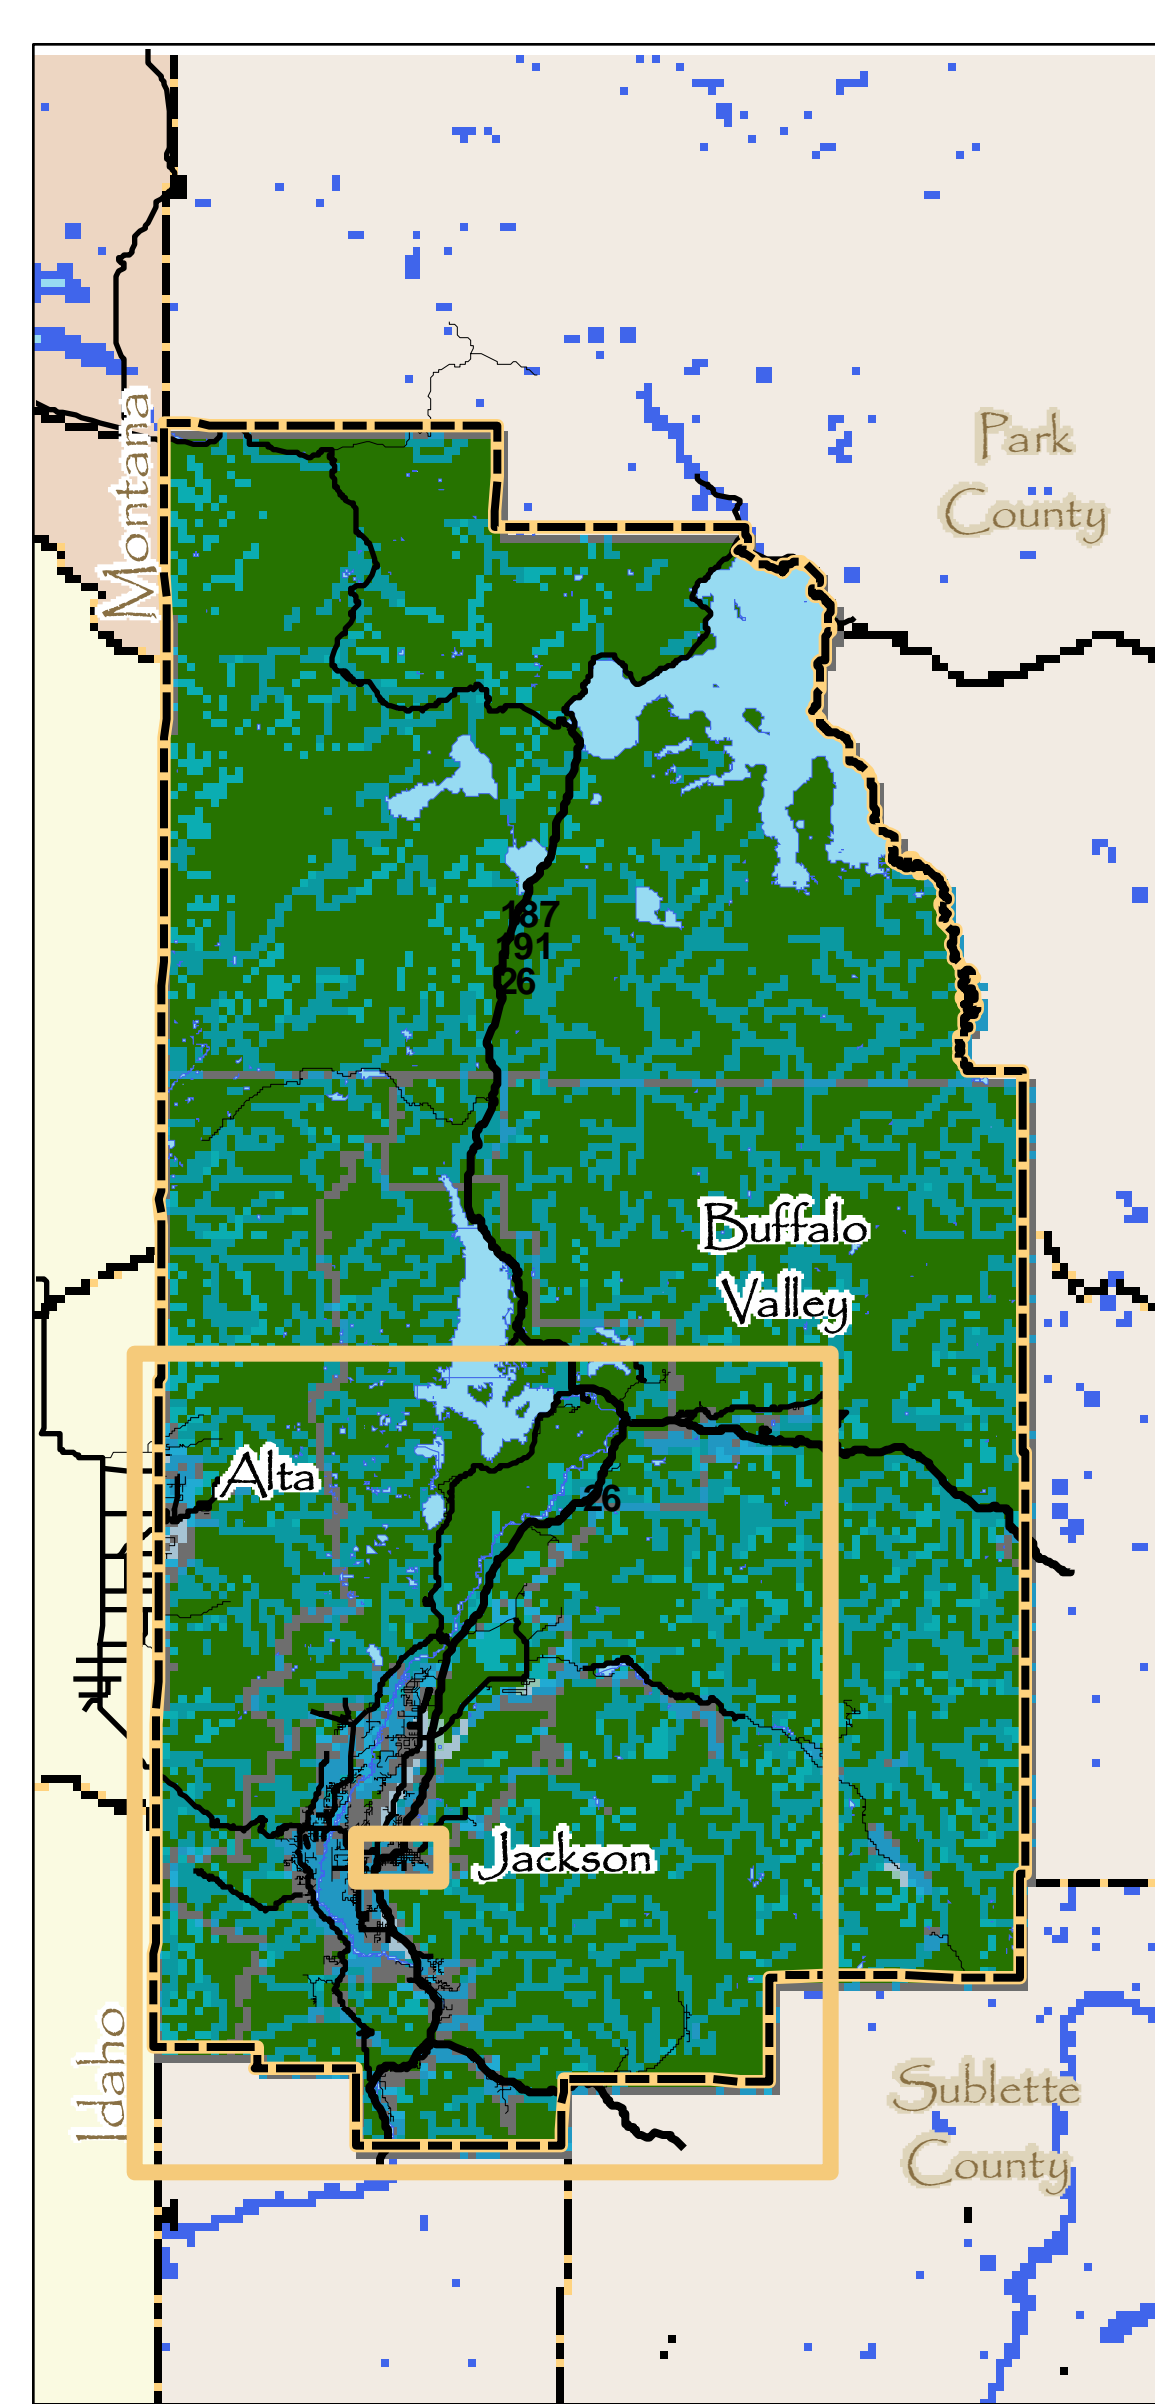 Park
County
Montana
187
191
26
Buffalo
Valley
Alta
26
Jackson
Idaho
Sublette
County